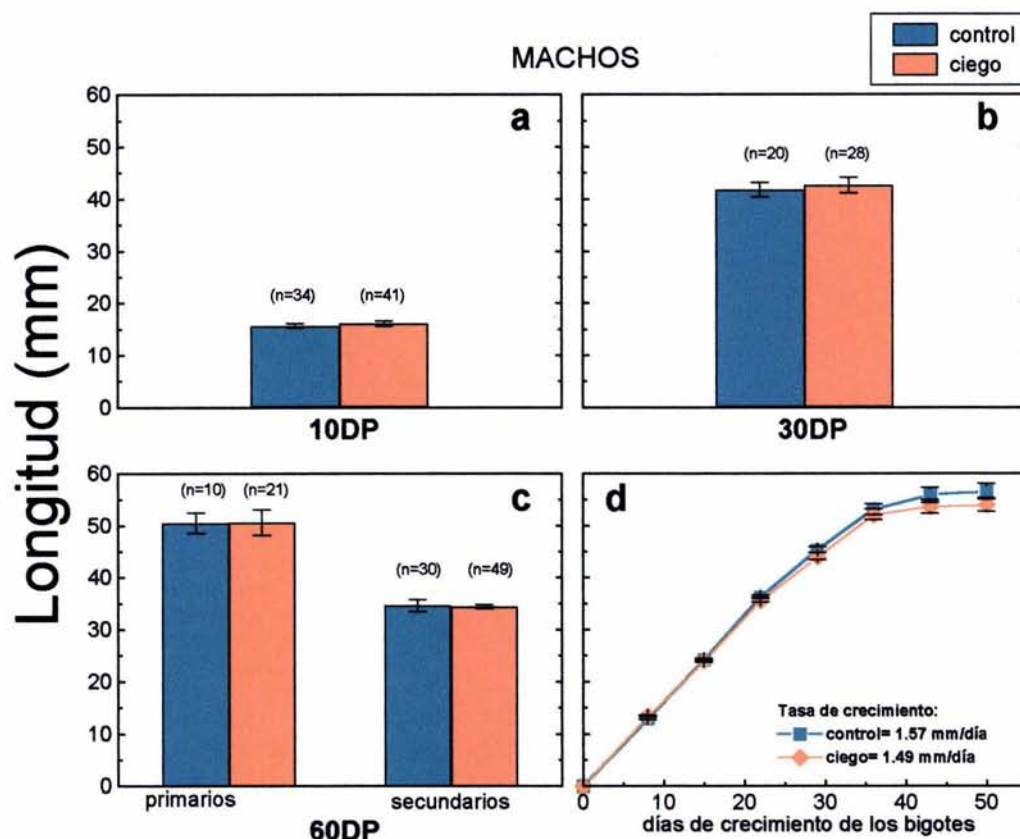 control
ciego
MACHOS
Longitud (mm)
a
60
50
40
30
20
10
0
(n=34)
(n=41)
10DP
b
(n=20)
(n=28)
30DP
c
60
50
40
30
20
10
0
(n=10)
(n=21)
(n=30)
(n=49)
primarios
secundarios
60DP
d
Tasa de crecimiento:
control= 1.57 mm/día
ciego= 1.49 mm/día
0 10 20 30 40 50
días de crecimiento de los bigotes